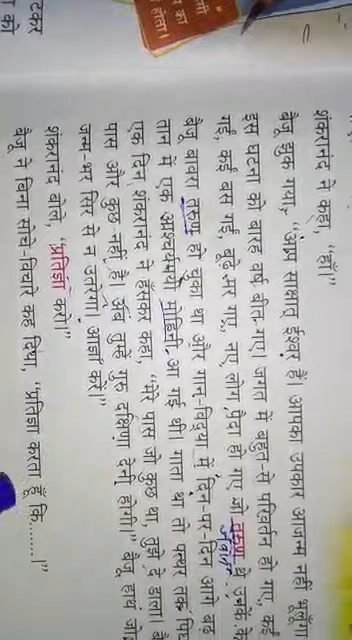 टकर
को
शंकरानंद ने कहा, "हाँ।"
बैजू झुक गया, "आप साक्षात् ईश्वर हैं। आपका उपकार आजन्म नहीं भूलूँगा
इस घटना को बारह वर्ष बीत गए। जगत में बहुत-से परिवर्तन हो गए, कई
गईं, कई बस गईं, बूढ़े मर गए, नए लोग पैदा हो गए, जो तरुण थे उनके
बैजू बावरा तरुण हो चुका था और गान-विद्या में दिन-पर-दिन आगे बढ़
तान में एक आश्चर्यमयी मोहिनी आ गई थी। गाता था तो पत्थर तक
एक दिन शंकरानंद ने हँसकर कहा, "मेरे पास जो कुछ था, तुझे दे डाला।
पास और कुछ नहीं है। अब तुझे गुरु दक्षिणा देनी होगी।" बैजू हाथ
जन्म-भर सिर से न उतरेगा। आज्ञा करें।"
शंकरानंद बोले, "प्रतिज्ञा करो।"
बैजू ने बिना सोचे-विचारे कह दिया, "प्रतिज्ञा करता हूँ कि......।"